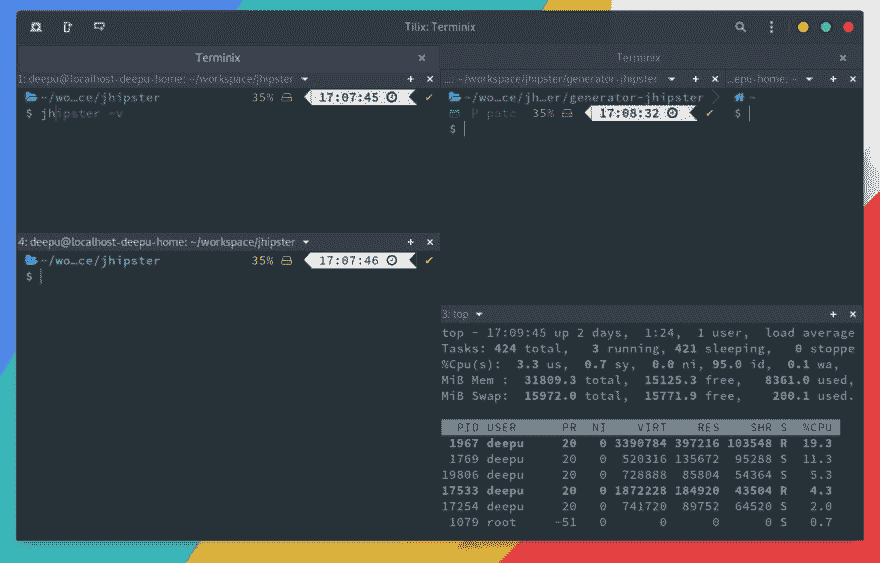 Tilix: Terminix
Terminix
Terminix
1: deepu@localhost-deepu-home: ~/workspace/jhipster
~/wo…ce/jhipster 35% 17:07:45 ✓
$ jhipster -v
4: deepu@localhost-deepu-home: ~/workspace/jhipster
~/wo…ce/jhipster 35% 17:07:46 ✓
$
…. ~/workspace/jhipster/generator-jhipster
~/wo…ce/jh…er/generator-jhipster
35% 17:08:32 ✓
$
…epu-home: ~
~
$
3: top
top - 17:09:45 up 2 days, 1:24, 1 user, load average
Tasks: 424 total, 3 running, 421 sleeping, 0 stoppe
%Cpu(s): 3.3 us, 0.7 sy, 0.0 ni, 95.0 id, 0.1 wa,
MiB Mem : 31809.3 total, 15125.3 free, 8361.0 used,
MiB Swap: 15972.0 total, 15771.9 free, 200.1 used.
PID USER PR NI VIRT RES SHR S %CPU
1967 deepu 20 0 3390784 397216 103548 R 19.3
1769 deepu 20 0 520316 135672 95288 S 11.3
19806 deepu 20 0 728888 85804 54364 S 5.3
17533 deepu 20 0 1872228 184920 43504 R 4.3
17254 deepu 20 0 741720 89752 64520 S 2.0
1079 root -51 0 0 0 0 S 0.7